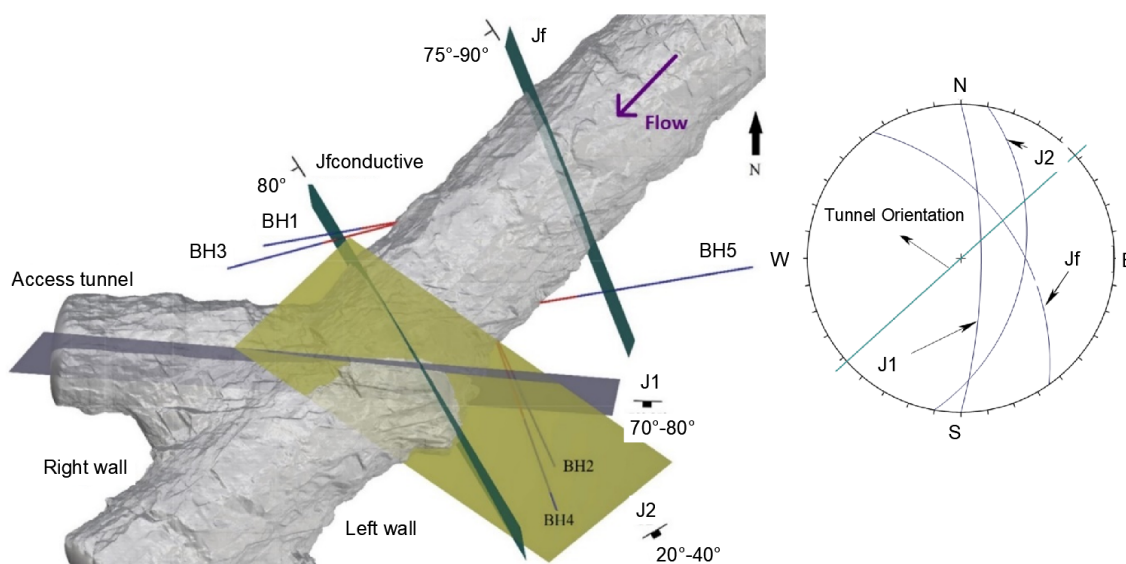 75°-90°
Jf
Flow
N
Jfconductive
80°
BH1
BH3
BH5
Access tunnel
J1
70°-80°
Right wall
BH2
BH4
J2
Left wall
20°-40°
N
J2
Tunnel Orientation
W
Jf
E
J1
S